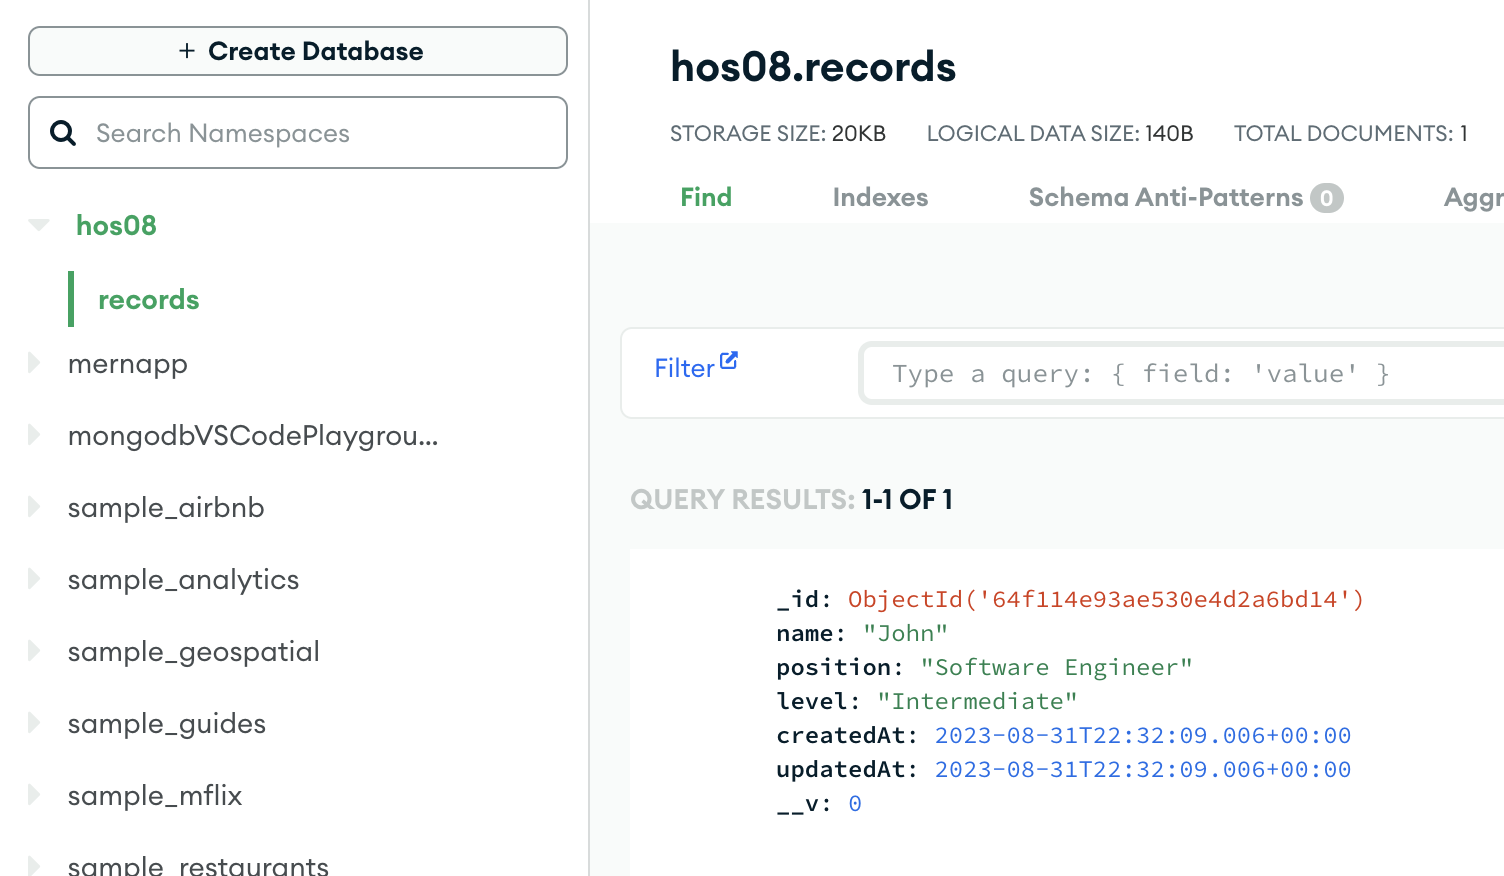 + Create Database
Search Namespaces
hos08
records
mernapp
mongodbVSCodePlaygrou...
sample_airbnb
sample_analytics
sample_geospatial
sample_guides
sample_mflix
sample_restaurants
hos08.records
STORAGE SIZE: 20KB LOGICAL DATA SIZE: 140B TOTAL DOCUMENTS: 1
Find Indexes Schema Anti-Patterns 0 Aggr
Filter Type a query: { field: 'value' }
QUERY RESULTS: 1-1 OF 1
_id: ObjectId('64f114e93ae530e4d2a6bd14')
name: "John"
position: "Software Engineer"
level: "Intermediate"
createdAt: 2023-08-31T22:32:09.006+00:00
updatedAt: 2023-08-31T22:32:09.006+00:00
__v: 0